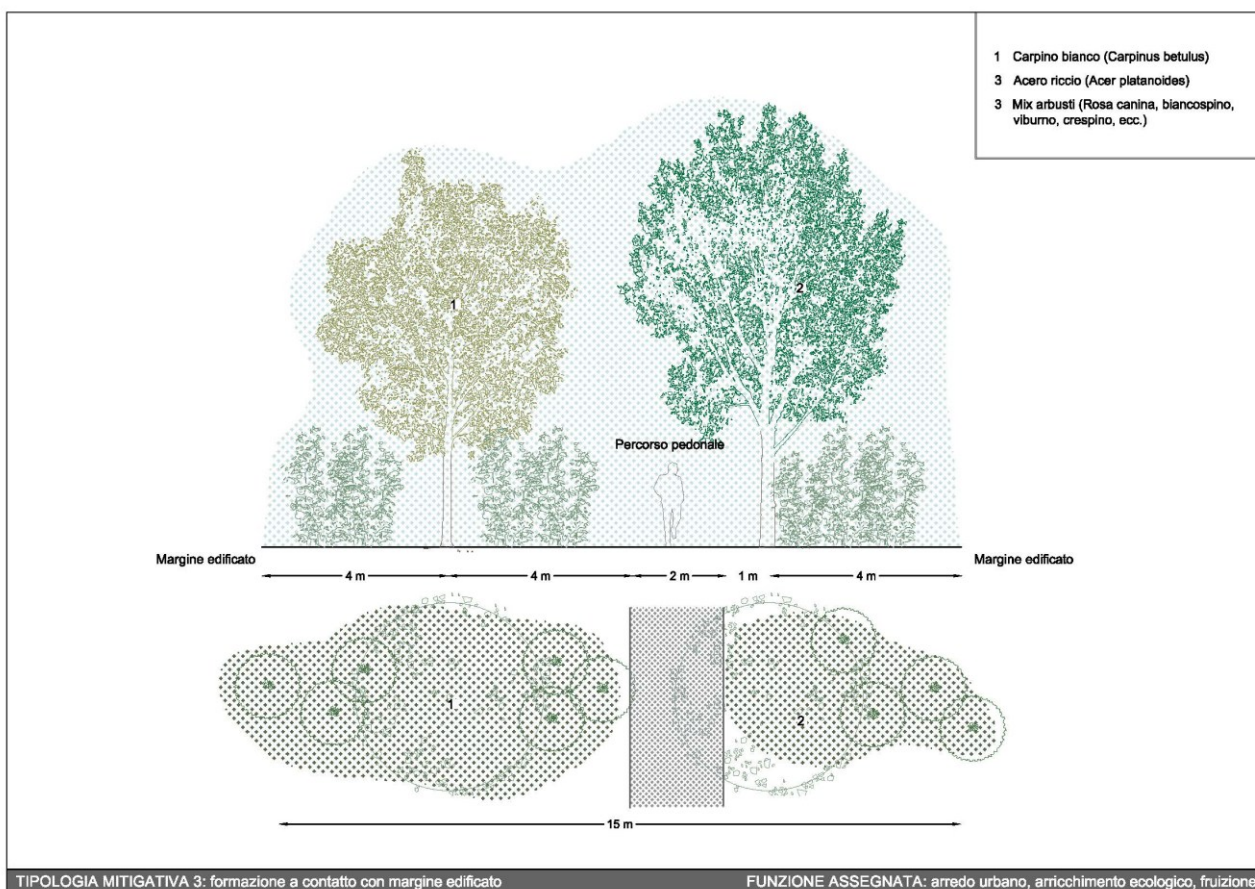 1 Carpino bianco (Carpinus betulus)
3 Acero riccio (Acer platanoides)
3 Mix arbusti (Rosa canina, biancospino,
viburno, crespino, ecc.)
1
2
Percorso pedonale
Margine edificato
Margine edificato
4 m
4 m
2 m
1 m
4 m
1
2
15 m
TIPOLOGIA MITIGATIVA 3: formazione a contatto con margine edificato
FUNZIONE ASSEGNATA: arredo urbano, arricchimento ecologico, fruizione